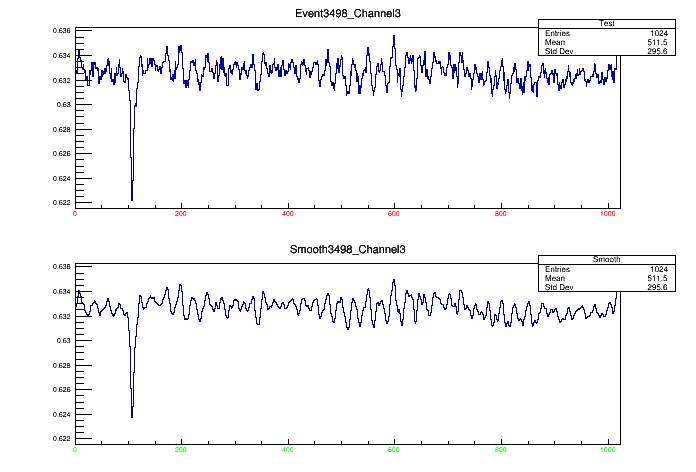 Event3498_Channel3
Test
Entries 1024
Mean 511.5
Std Dev 295.6
0.636
0.634
0.632
0.63
0.628
0.626
0.624
0.622
0 200 400 600 800 1000
Smooth3498_Channel3
Smooth
Entries 1024
Mean 511.5
Std Dev 295.6
0.636
0.634
0.632
0.63
0.628
0.626
0.624
0.622
0 200 400 600 800 1000